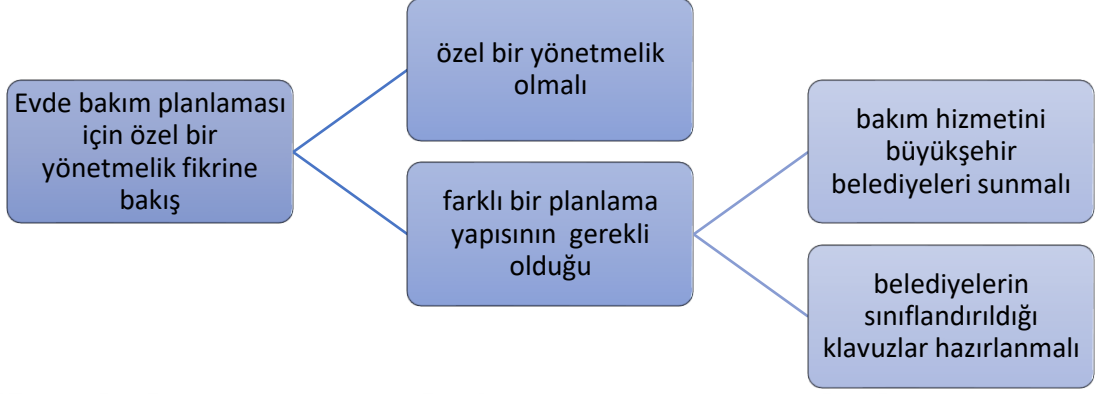 Evde bakım planlaması
için özel bir
yönetmelik fikrine
bakış
özel bir yönetmelik
olmalı
farklı bir planlama
yapısının gerekli
olduğu
bakım hizmetini
büyükşehir
belediyeleri sunmalı
belediyelerin
sınıflandırıldığı
klavuzlar hazırlanmalı